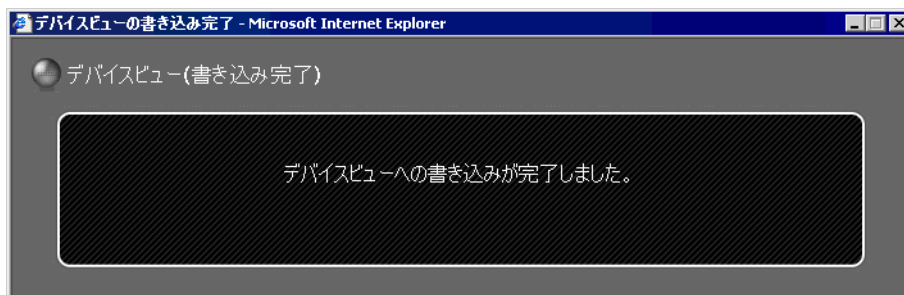 デバイスビューの書き込み完了 - Microsoft Internet Explorer
デバイスビュー(書き込み完了)
デバイスビューへの書き込みが完了しました。